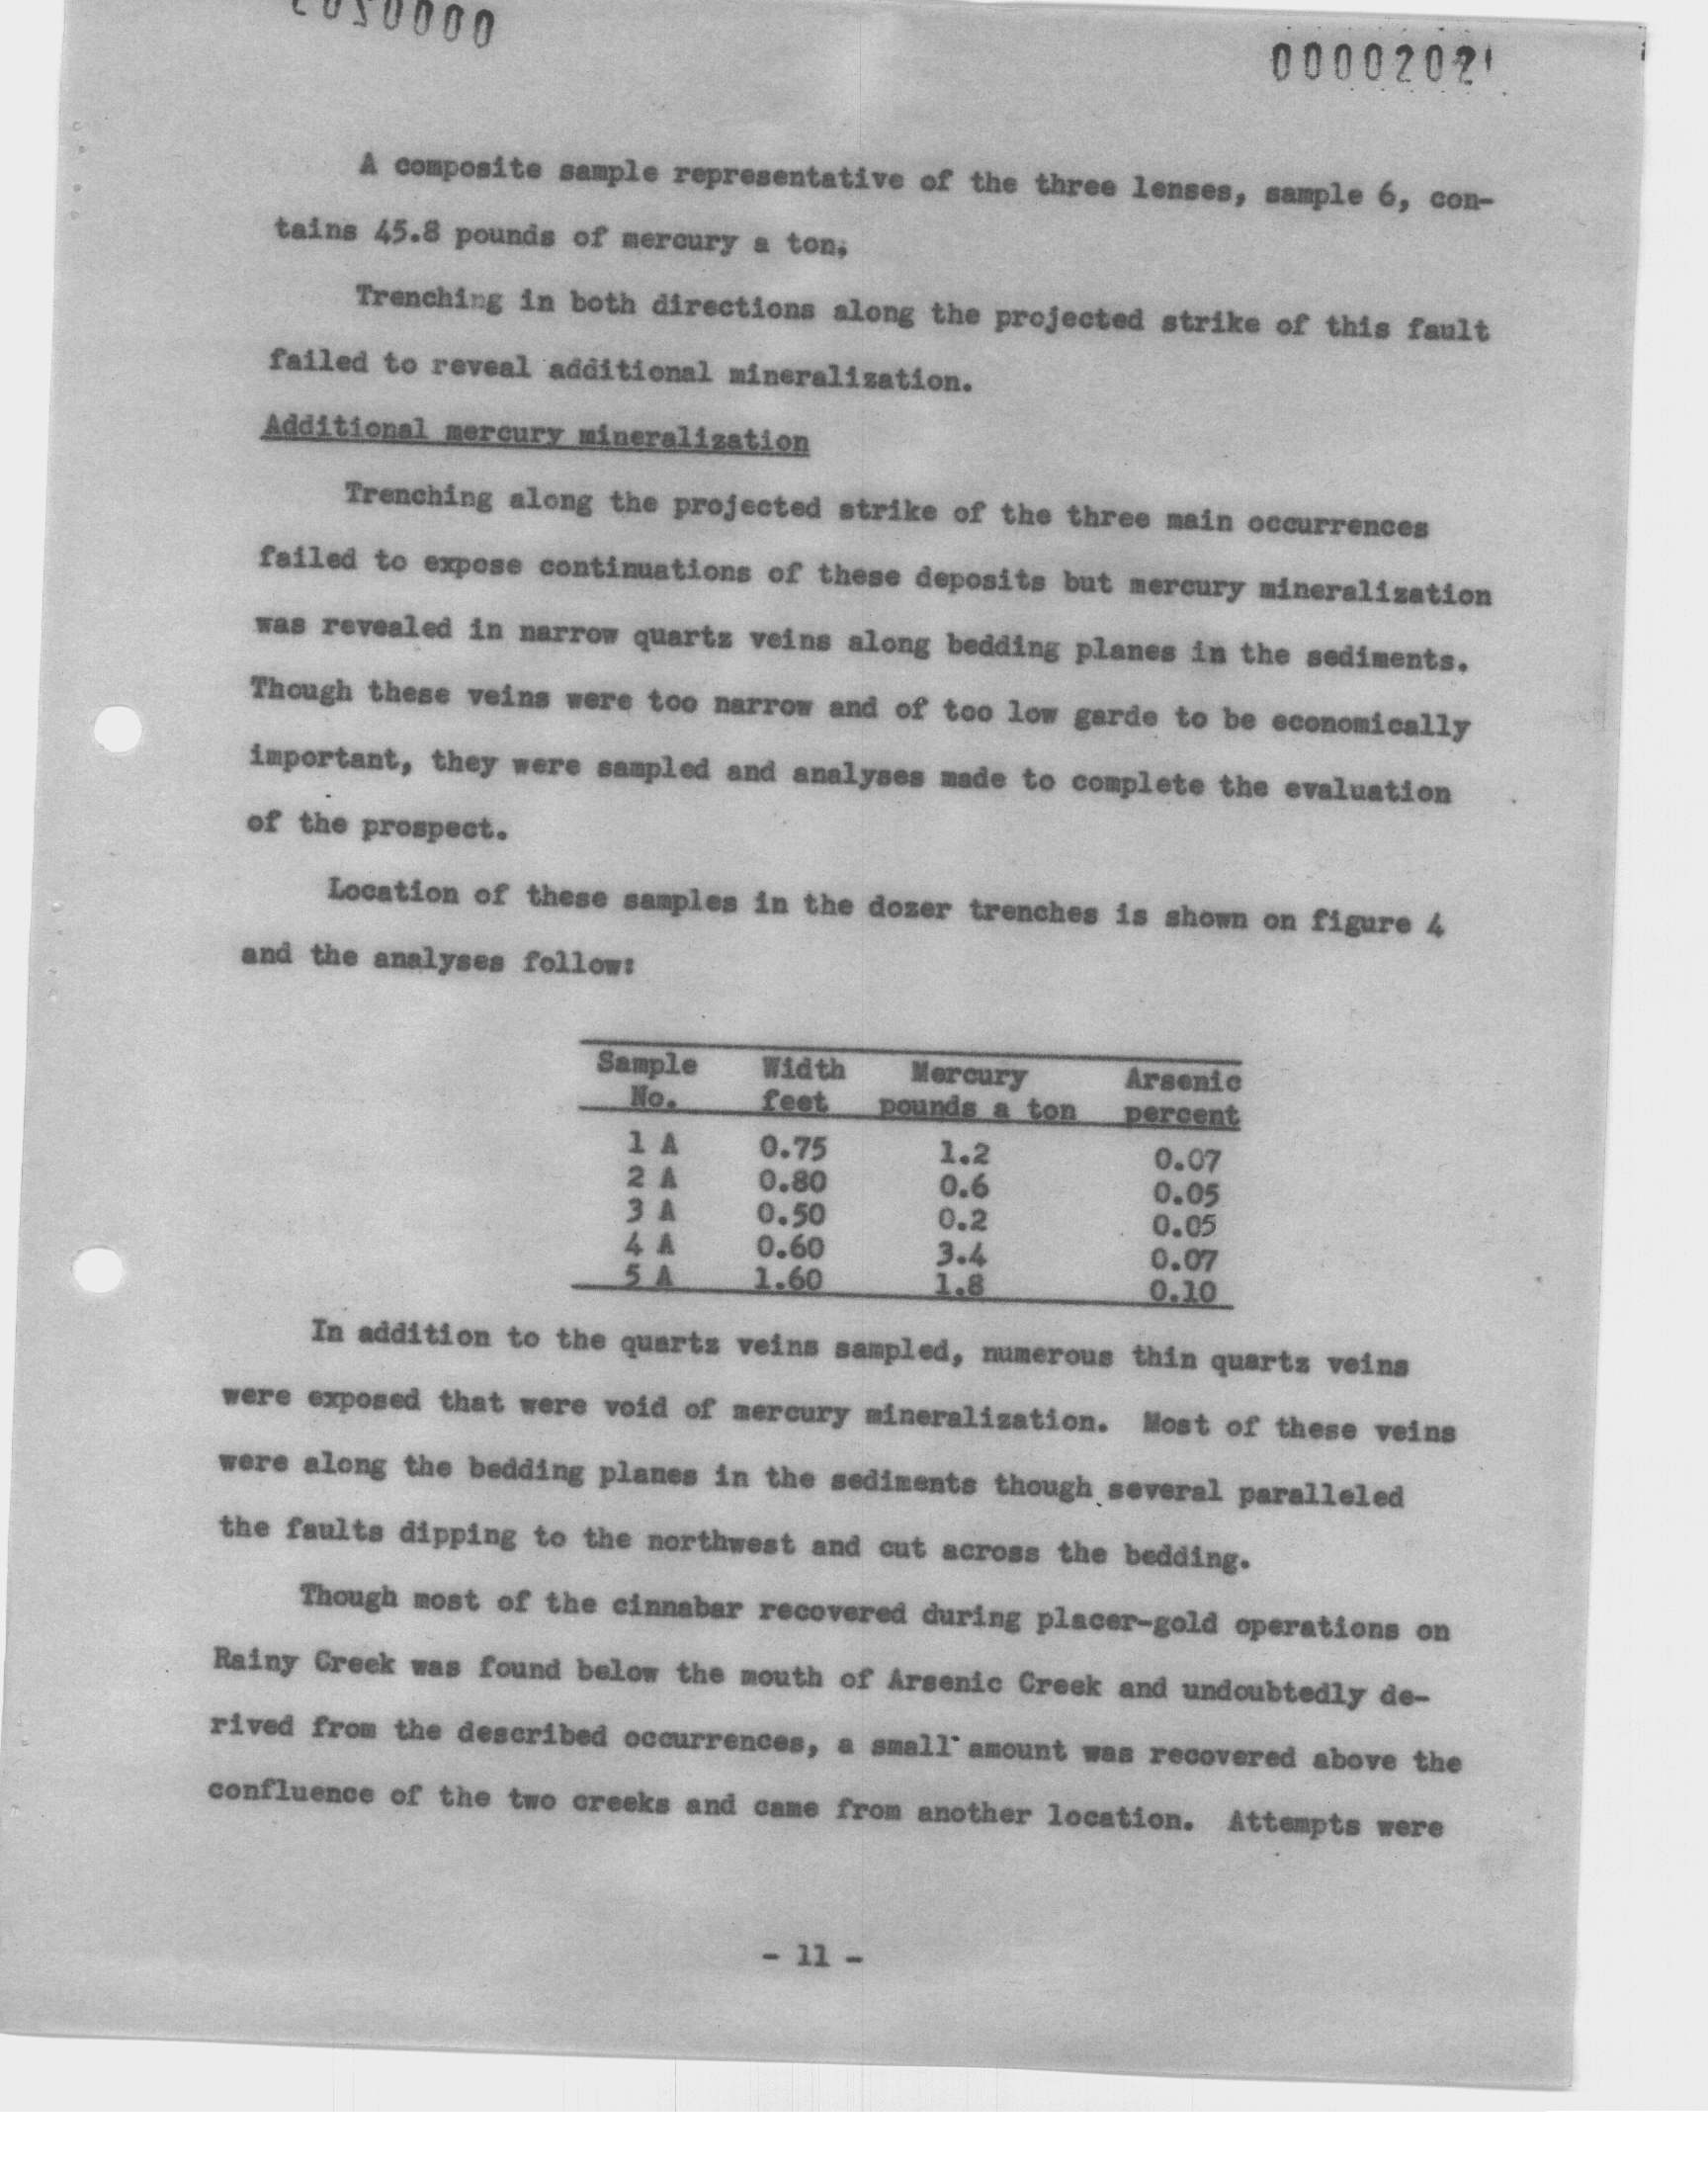 00002021
A composite sample representative of the three lenses, sample 6, con-
tains 45.8 pounds of mercury a ton.
Trenching in both directions along the projected strike of this fault
failed to reveal additional mineralization.
Additional mercury mineralization
Trenching along the projected strike of the three main occurrences
failed to expose continuations of these deposits but mercury mineralization
was revealed in narrow quartz veins along bedding planes in the sediments.
Though these veins were too narrow and of too low garde to be economically
important, they were sampled and analyses made to complete the evaluation
of the prospect.
Location of these samples in the dozer trenches is shown on figure 4
and the analyses follow:
Sample Width Mercury Arsenic
No. feet pounds a ton percent
1 A 0.75 1.2 0.07
2 A 0.80 0.6 0.05
3 A 0.50 0.2 0.05
4 A 0.60 3.4 0.07
5 A 1.60 1.8 0.10
In addition to the quartz veins sampled, numerous thin quartz veins
were exposed that were void of mercury mineralization. Most of these veins
were along the bedding planes in the sediments though several paralleled
the faults dipping to the northwest and cut across the bedding.
Though most of the cinnabar recovered during placer-gold operations on
Rainy Creek was found below the mouth of Arsenic Creek and undoubtedly de-
rived from the described occurrences, a small amount was recovered above the
confluence of the two creeks and came from another location. Attempts were
- 11 -